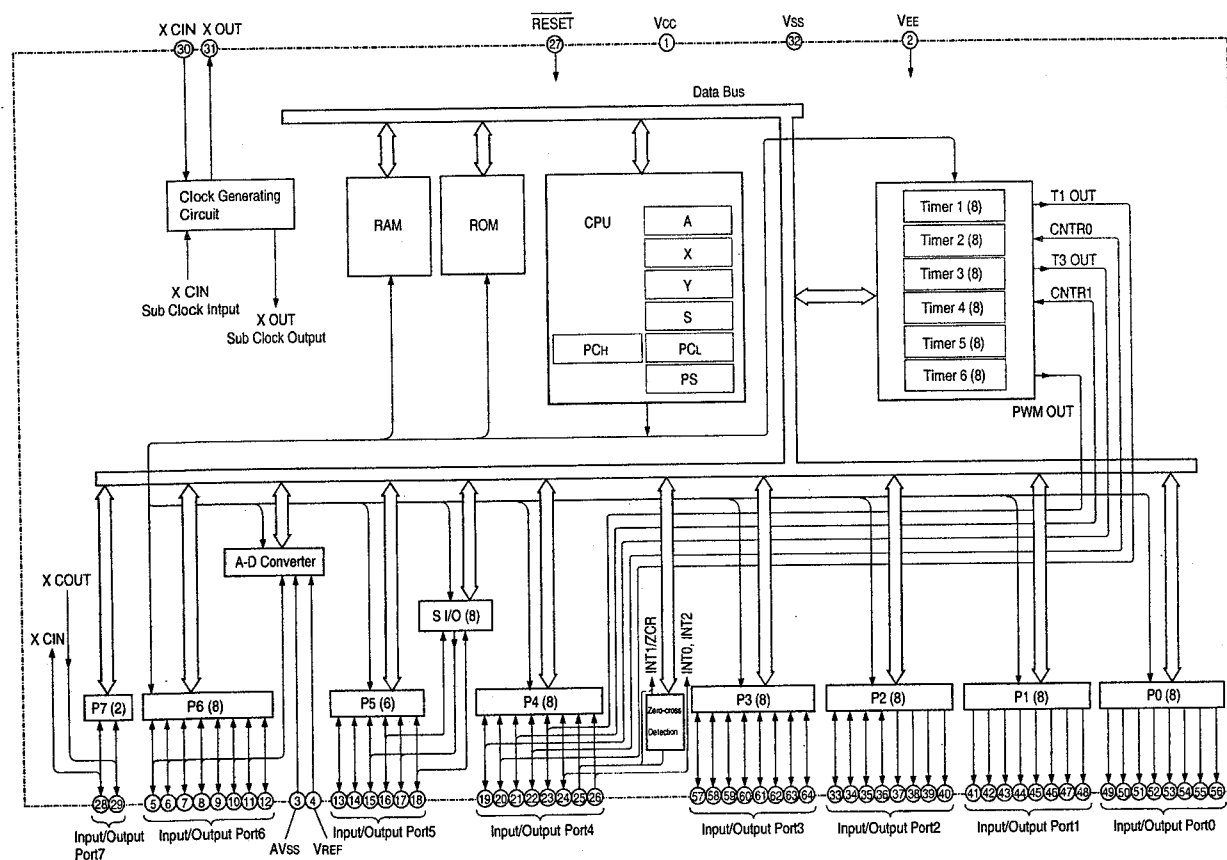 X CIN X OUT
RESET
VCC
VSS
VEE
30 31
27
1
32
2
Data Bus
Clock Generating
Circuit
RAM
ROM
CPU
A
X
Y
S
PCH
PCL
PS
Timer 1 (8)
Timer 2 (8)
Timer 3 (8)
Timer 4 (8)
Timer 5 (8)
Timer 6 (8)
T1 OUT
CNTR0
T3 OUT
CNTR1
PWM OUT
X CIN
Sub Clock Intput
X OUT
Sub Clock Output
A-D Converter
S I/O (8)
X COUT
X CIN
INT1/ZCR
INT0, INT2
P7 (2)
P6 (8)
P5 (6)
P4 (8)
Zero-cross
Detection
P3 (8)
P2 (8)
P1 (8)
P0 (8)
28 29
5 6 7 8 9 10 11 12
3 4
13 14 15 16 17 18
19 20 21 22 23 24 25 26
57 58 59 60 61 62 63 64
33 34 35 36 37 38 39 40
41 42 43 44 45 46 47 48
49 50 51 52 53 54 55 56
Input/Output
Port7
Input/Output Port6
AVSS
VREF
Input/Output Port5
Input/Output Port4
Input/Output Port3
Input/Output Port2
Input/Output Port1
Input/Output Port0